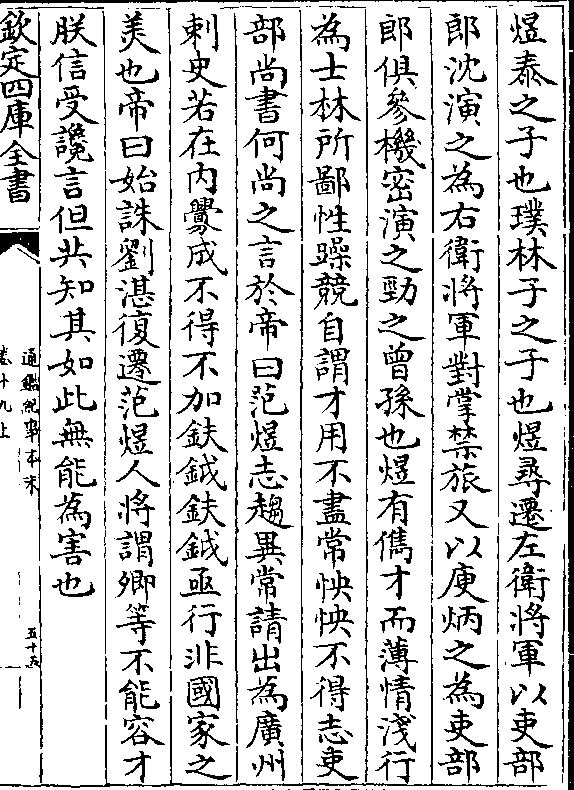 煜泰之子也璞林子之子也煜尋遷左衛將軍以吏部
郎沈演之為右衛將軍對掌禁旅又以庾炳之為吏部
郎俱參機密演之勁之曾孫也煜有儁才而薄情淺行
為士林所鄙性躁競自謂才用不盡常怏怏不得志吏
部尚書何尚之言於帝曰范煜志趨異常請出為廣州
刺史若在内釁成不得不加鈇鉞鈇鉞亟行非國家之
美也帝曰始誅劉湛復遷范煜人將謂卿等不能容才
朕信受讒言但共知其如此無能為害也
欽定四庫全書
通鑑紀事本末
卷十九上
五十五